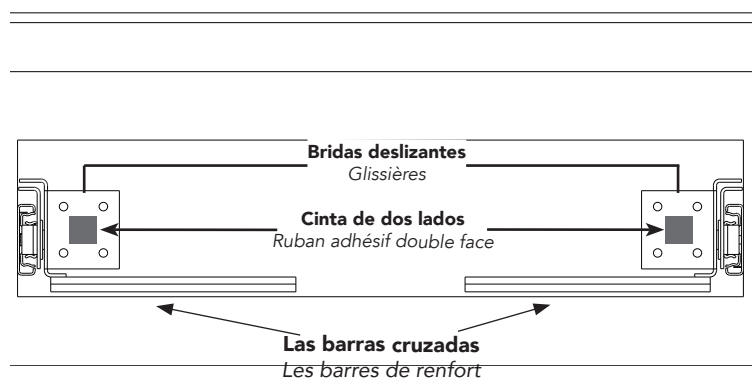 Bridas deslizantes
Glissières
Cinta de dos lados
Ruban adhésif double face
Las barras cruzadas
Les barres de renfort